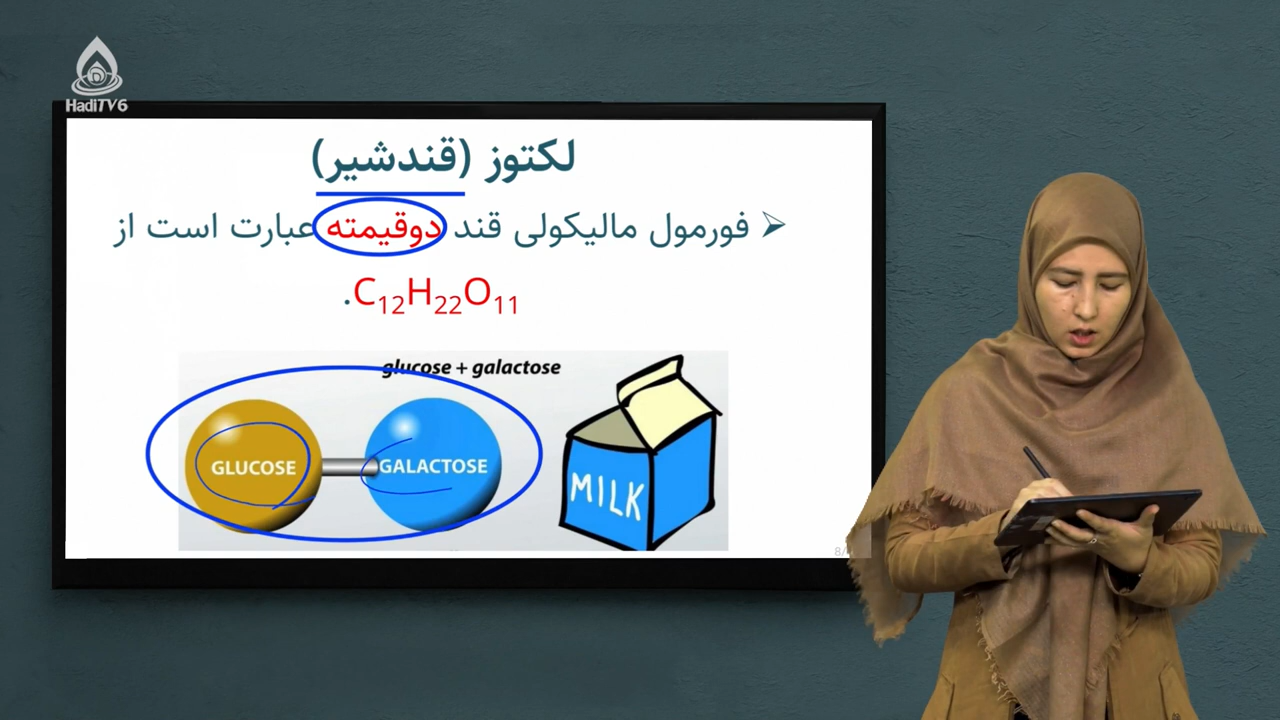 HadiTV6
لکتوز (قندشیر)
➢ فورمول مالیکولی قند دوقیمته عبارت است از
C₁₂H₂₂O₁₁.
glucose + galactose
GLUCOSE
GALACTOSE
MILK